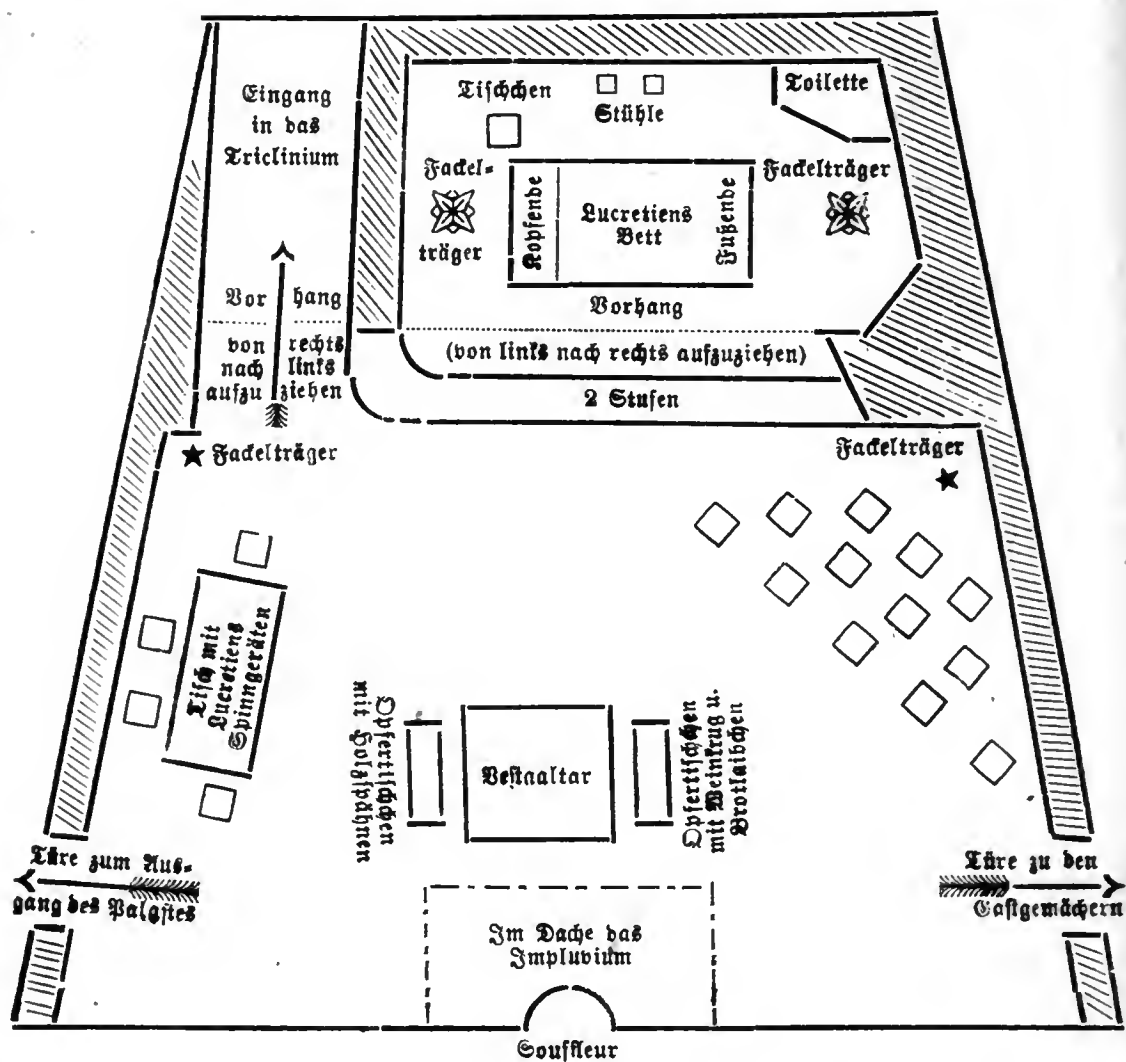 Eingang
in das
Triclinium
Tischchen
Stühle
Toilette
Fackel-
träger
Kopfende
Lucretiens
Bett
Fußende
Fackelträger
Vorhang
Vor hang
von rechts
nach links
aufzu ziehen
(von links nach rechts aufzuziehen)
2 Stufen
Fackelträger
Fackelträger
Tisch mit
Lucretiens
Spinngeräten
Opfertischchen
mit Holzspähnen
Vestaaltar
Opfertischchen
mit Weinkrug u.
Brotlaibchen
Türe zum Aus-
gang des Palastes
Türe zu den
Gastgemächern
Im Dache das
Impluvium
Souffleur